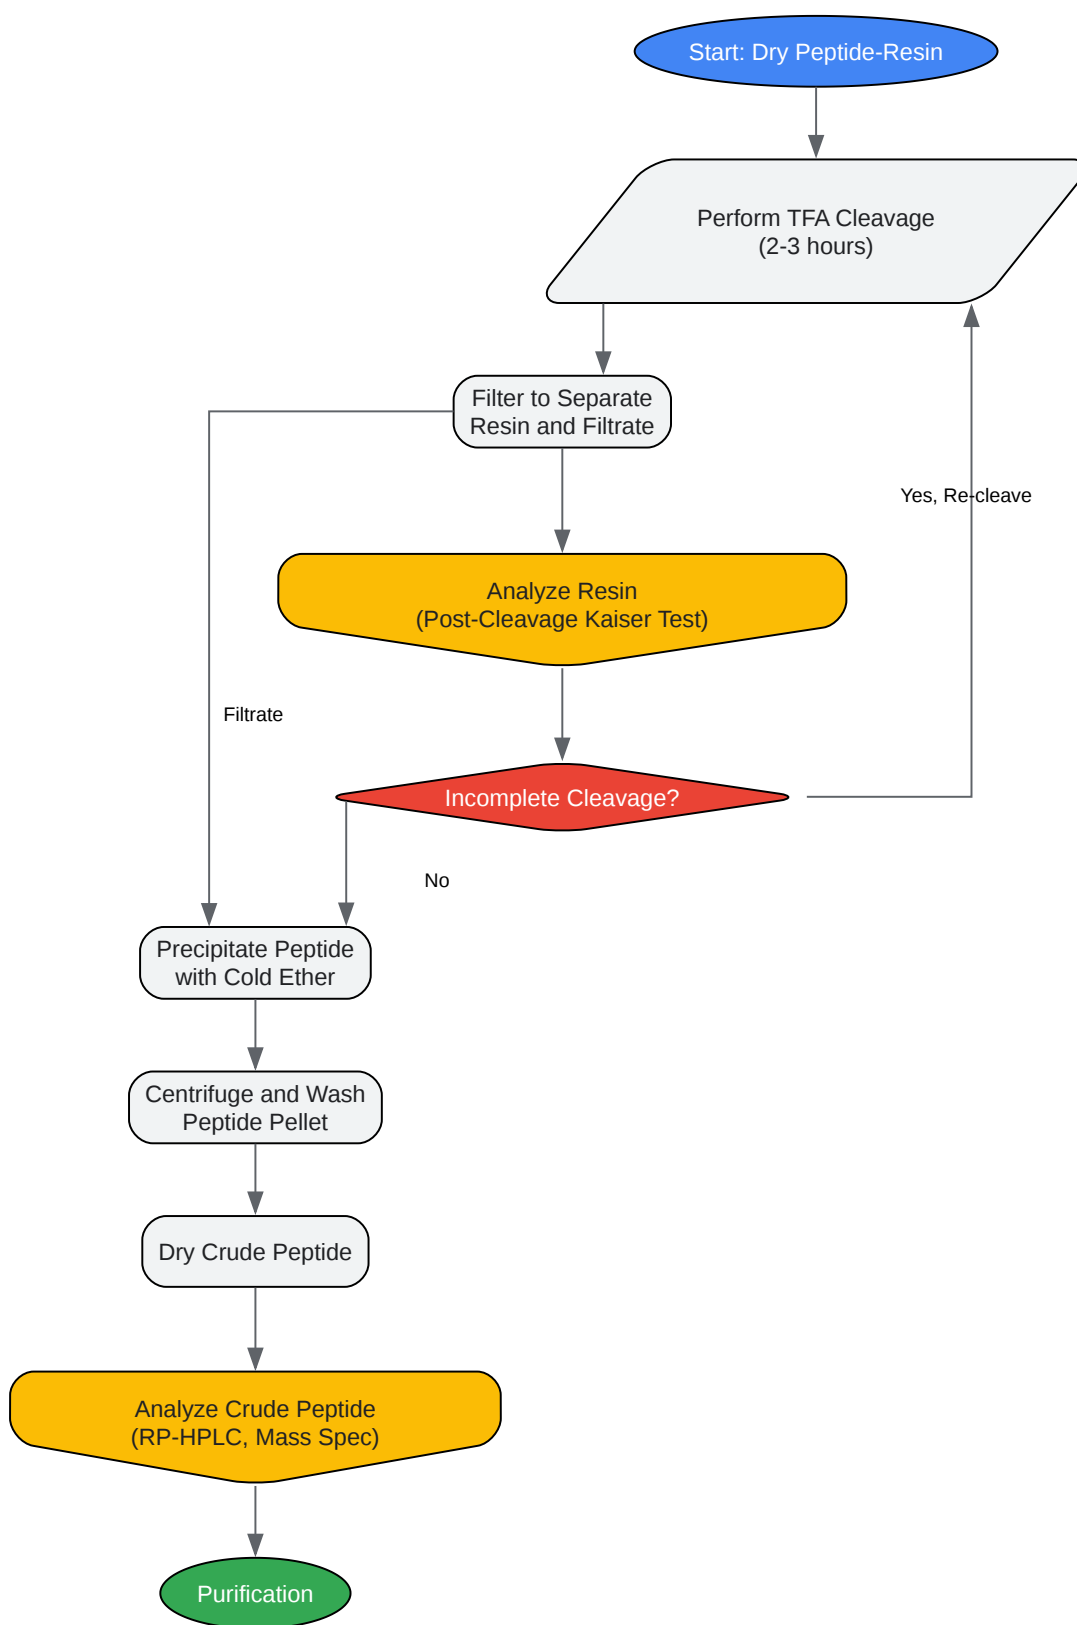 Start: Dry Peptide-Resin
Perform TFA Cleavage
(2-3 hours)
Filter to Separate
Resin and Filtrate
Yes, Re-cleave
Analyze Resin
(Post-Cleavage Kaiser Test)
Filtrate
Incomplete Cleavage?
No
Precipitate Peptide
with Cold Ether
Centrifuge and Wash
Peptide Pellet
Dry Crude Peptide
Analyze Crude Peptide
(RP-HPLC, Mass Spec)
Purification